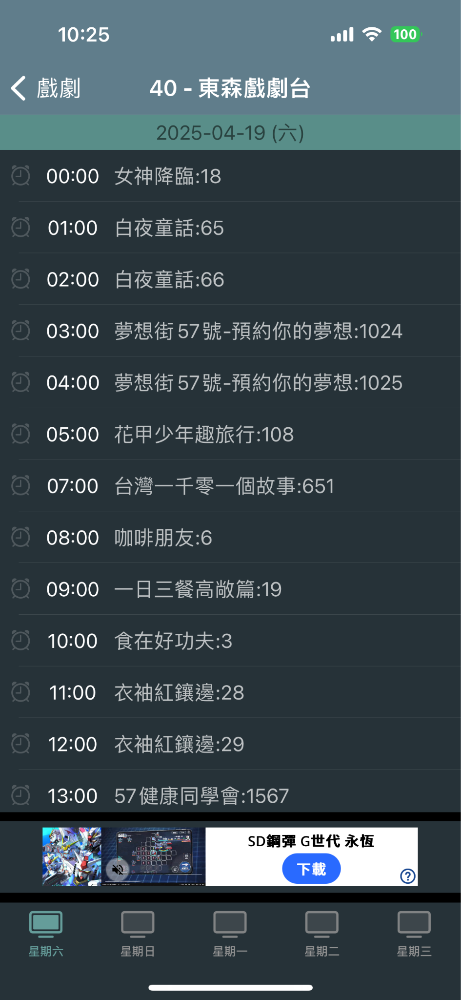 10:25
100
戲劇
40 - 東森戲劇台
2025-04-19 (六)
00:00 女神降臨:18
01:00 白夜童話:65
02:00 白夜童話:66
03:00 夢想街57號-預約你的夢想:1024
04:00 夢想街57號-預約你的夢想:1025
05:00 花甲少年趣旅行:108
07:00 台灣一千零一個故事:651
08:00 咖啡朋友:6
09:00 一日三餐高敞篇:19
10:00 食在好功夫:3
11:00 衣袖紅鑲邊:28
12:00 衣袖紅鑲邊:29
13:00 57健康同學會:1567
SD鋼彈 G世代 永恆
下載
?
星期六 星期日 星期一 星期二 星期三